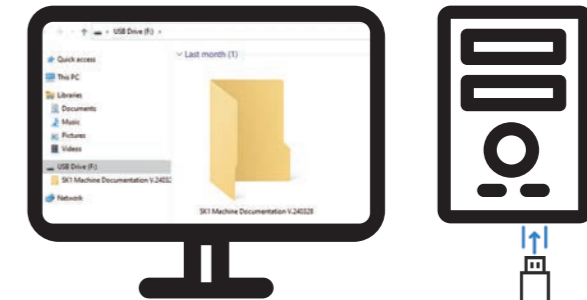 USB Drive (F:)
Last month (1)
Quick access
This PC
Libraries
Documents
Music
Pictures
Videos
USB Drive (F:)
SK1 Machine Documentation V.2403
Network
SK1 Machine Documentation V.240328